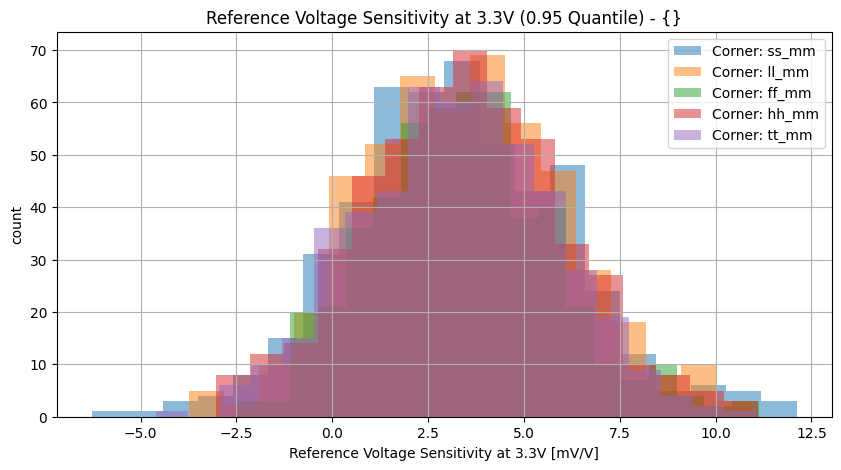 Reference Voltage Sensitivity at 3.3V (0.95 Quantile) - {}
70
60
50
40
30
20
10
0
count
Corner: ss_mm
Corner: ll_mm
Corner: ff_mm
Corner: hh_mm
Corner: tt_mm
−5.0
−2.5
0.0
2.5
5.0
7.5
10.0
12.5
Reference Voltage Sensitivity at 3.3V [mV/V]